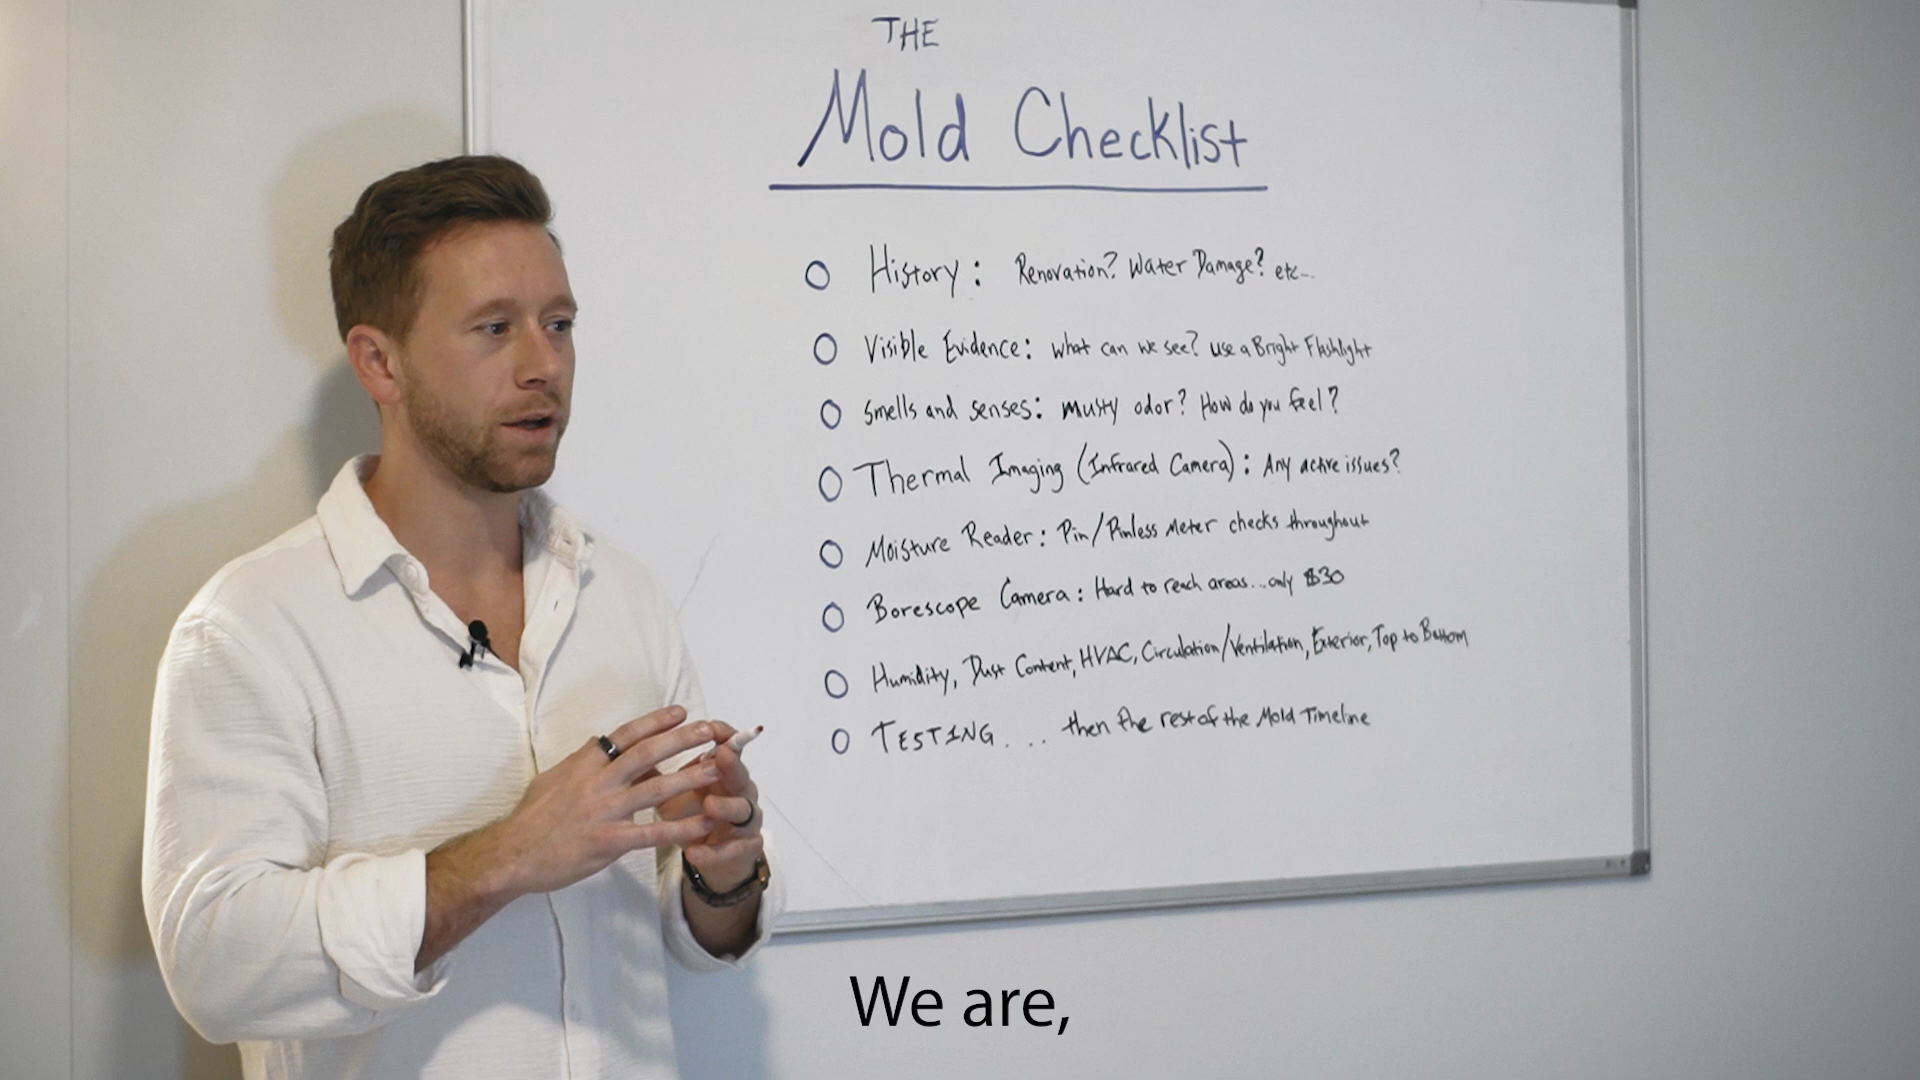 THE
Mold Checklist
History: Renovation? Water Damage? etc...
Visible Evidence: what can we see? use a Bright Flashlight
Smells and senses: musty odor? How do you feel?
Thermal Imaging (Infrared Camera): Any active issues?
Moisture Reader: Pin/Pinless Meter checks throughout
Borescope Camera: Hard to reach areas...only $30
Humidity, Dust Content, HVAC, Circulation/Ventilation, Exterior, Top to Bottom
TESTING.... then the rest of the Mold Timeline
We are,